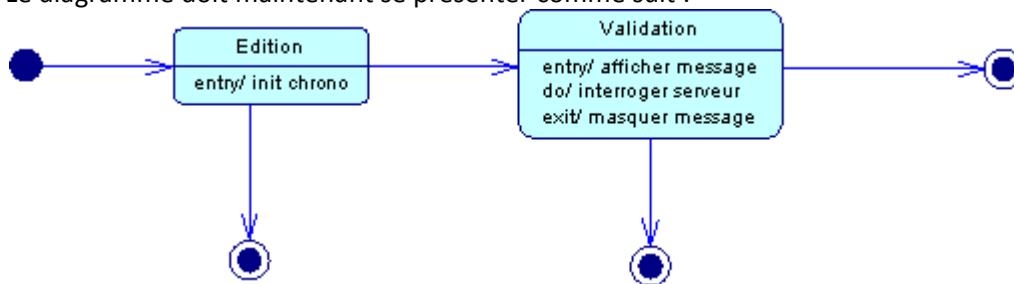 Le diagramme doit maintenant se présenter comme suit :
Edition
entry/ init chrono
Validation
entry/ afficher message
do/ interroger serveur
exit/ masquer message